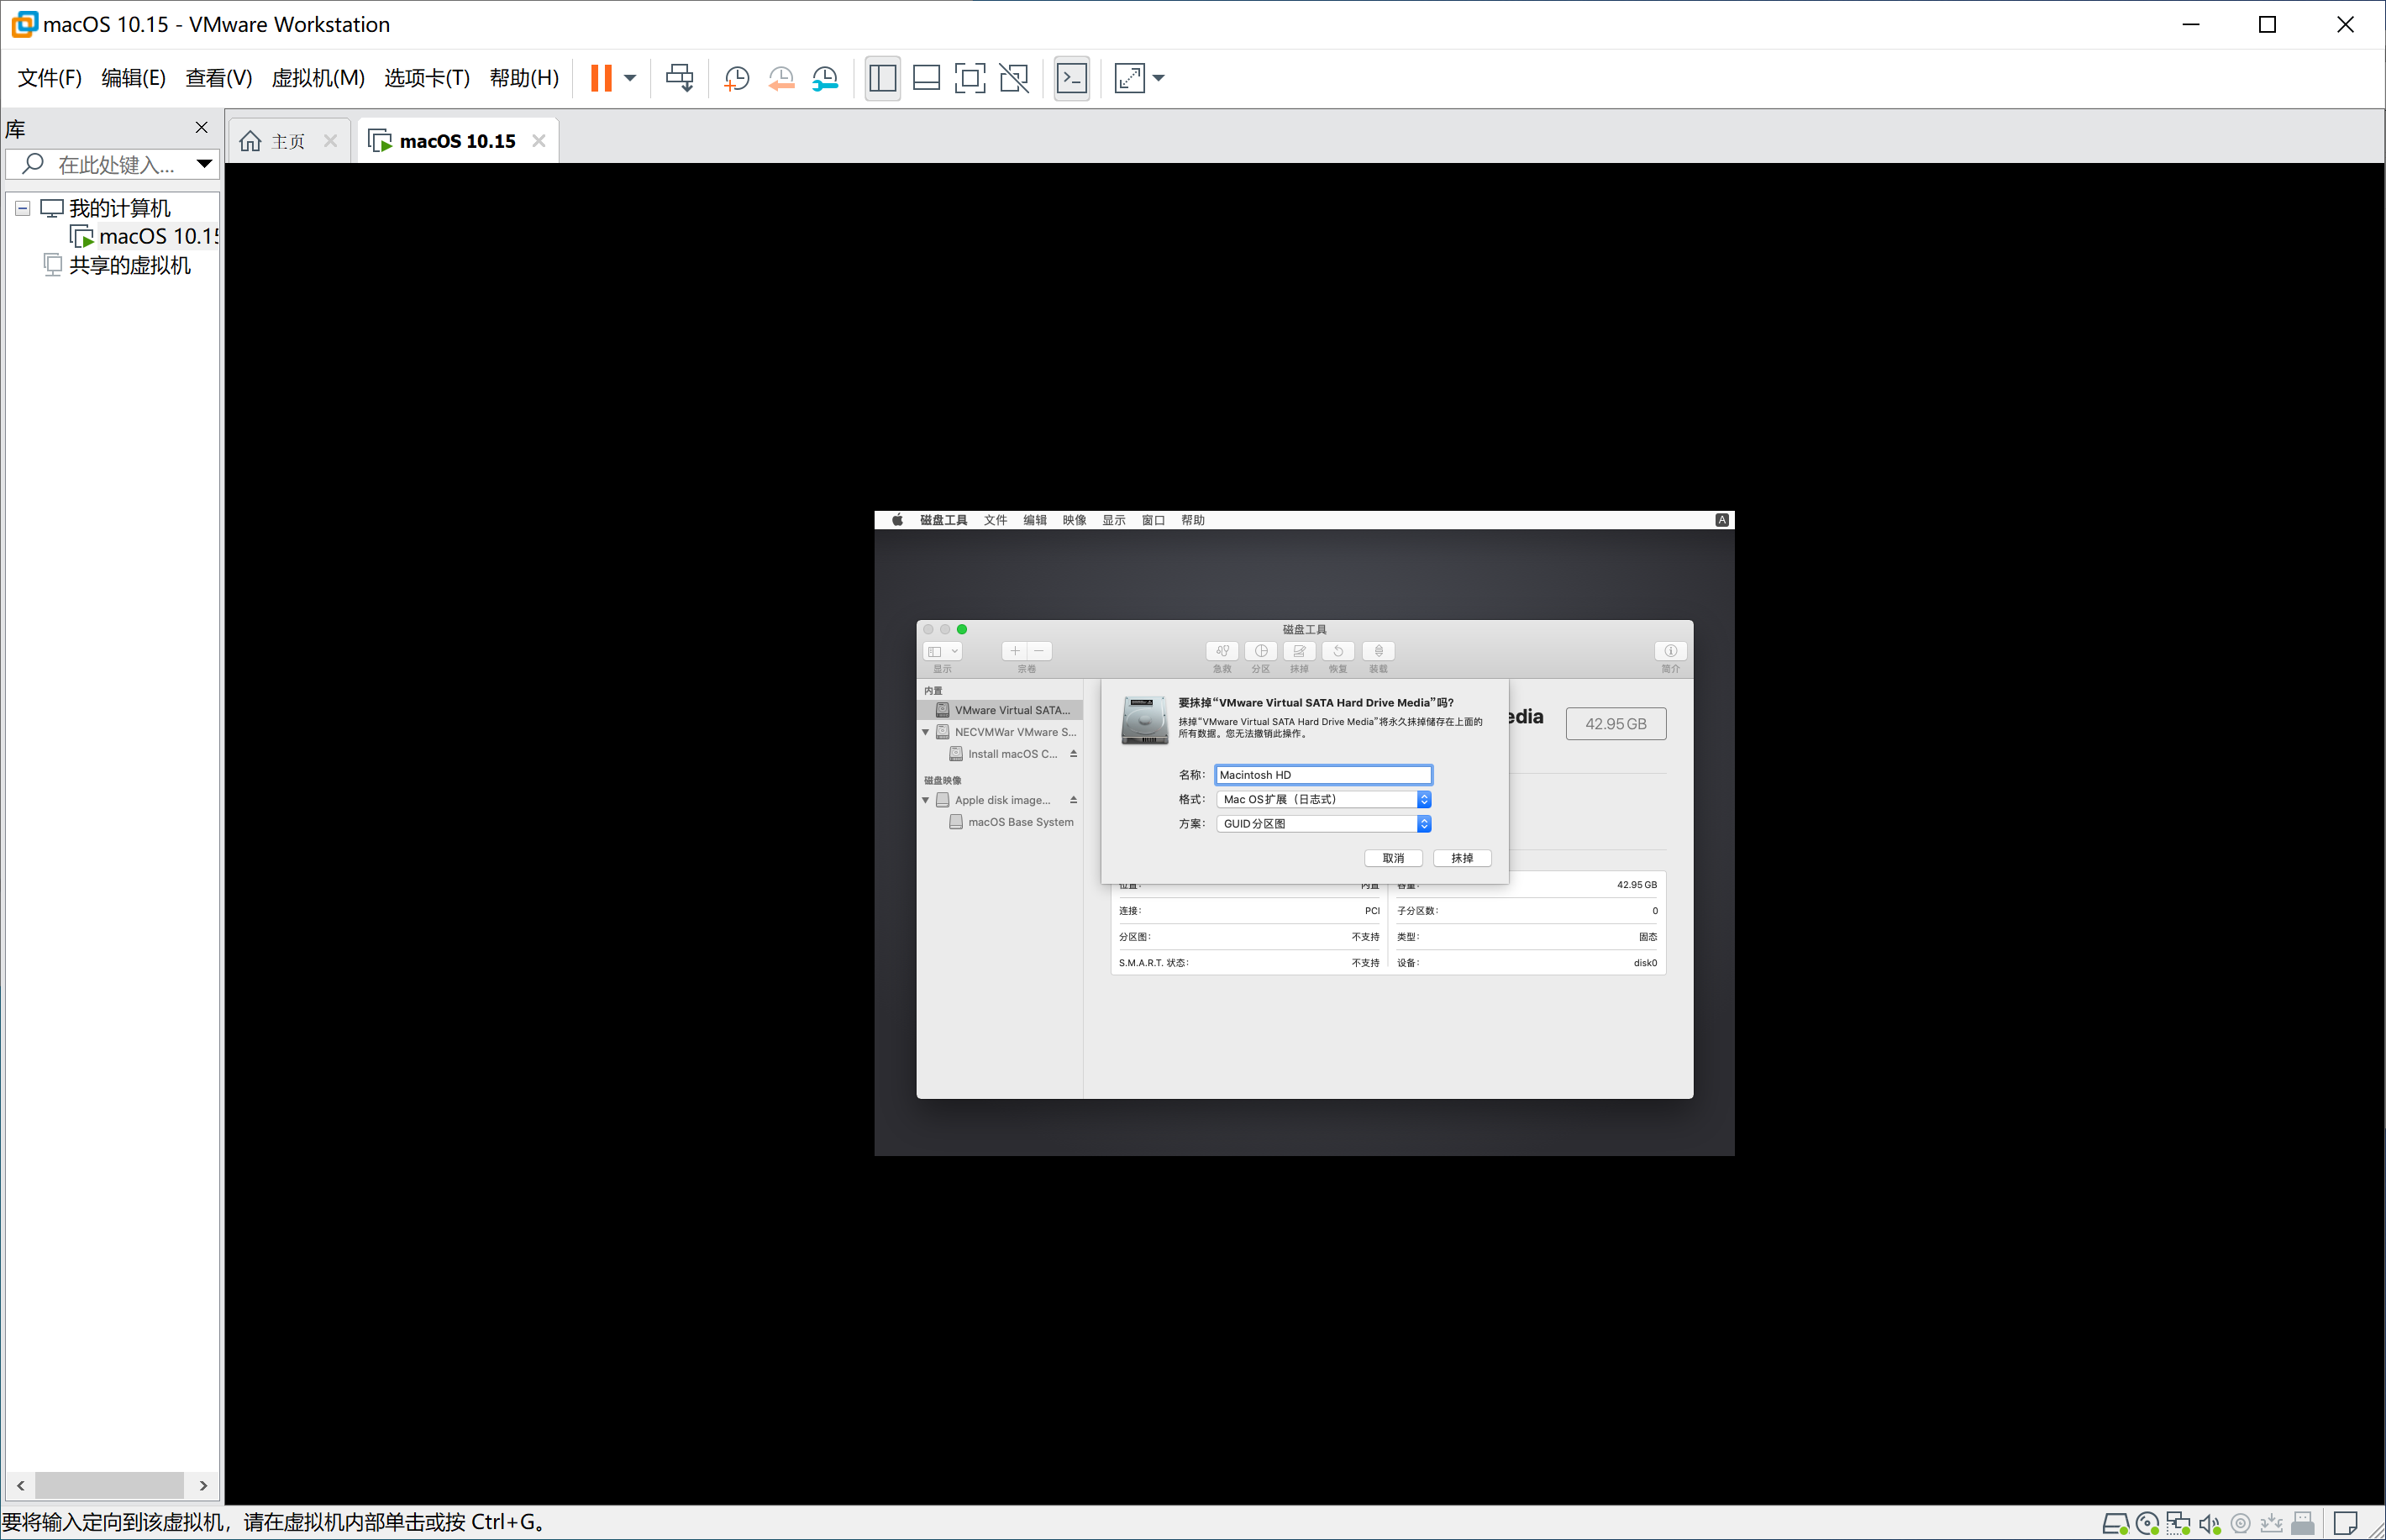 macOS 10.15 - VMware Workstation
文件(F) 编辑(E) 查看(V) 虚拟机(M) 选项卡(T) 帮助(H)
库
在此处键入...
我的计算机
macOS 10.15
共享的虚拟机
主页
macOS 10.15
磁盘工具 文件 编辑 映像 显示 窗口 帮助
A
磁盘工具
显示 宗卷 急救 分区 抹掉 恢复 装载 简介
内置
VMware Virtual SATA...
NECVMWar VMware S...
Install macOS C...
磁盘映像
Apple disk image...
macOS Base System
要抹掉“VMware Virtual SATA Hard Drive Media”吗?
抹掉“VMware Virtual SATA Hard Drive Media”将永久抹掉储存在上面的
所有数据。您无法撤销此操作。
edia
42.95 GB
名称: Macintosh HD
格式: Mac OS扩展（日志式）
方案: GUID分区图
取消 抹掉
位置: 内置 容量: 42.95 GB
连接: PCI 子分区数: 0
分区图: 不支持 类型: 固态
S.M.A.R.T. 状态: 不支持 设备: disk0
要将输入定向到该虚拟机，请在虚拟机内部单击或按 Ctrl+G。